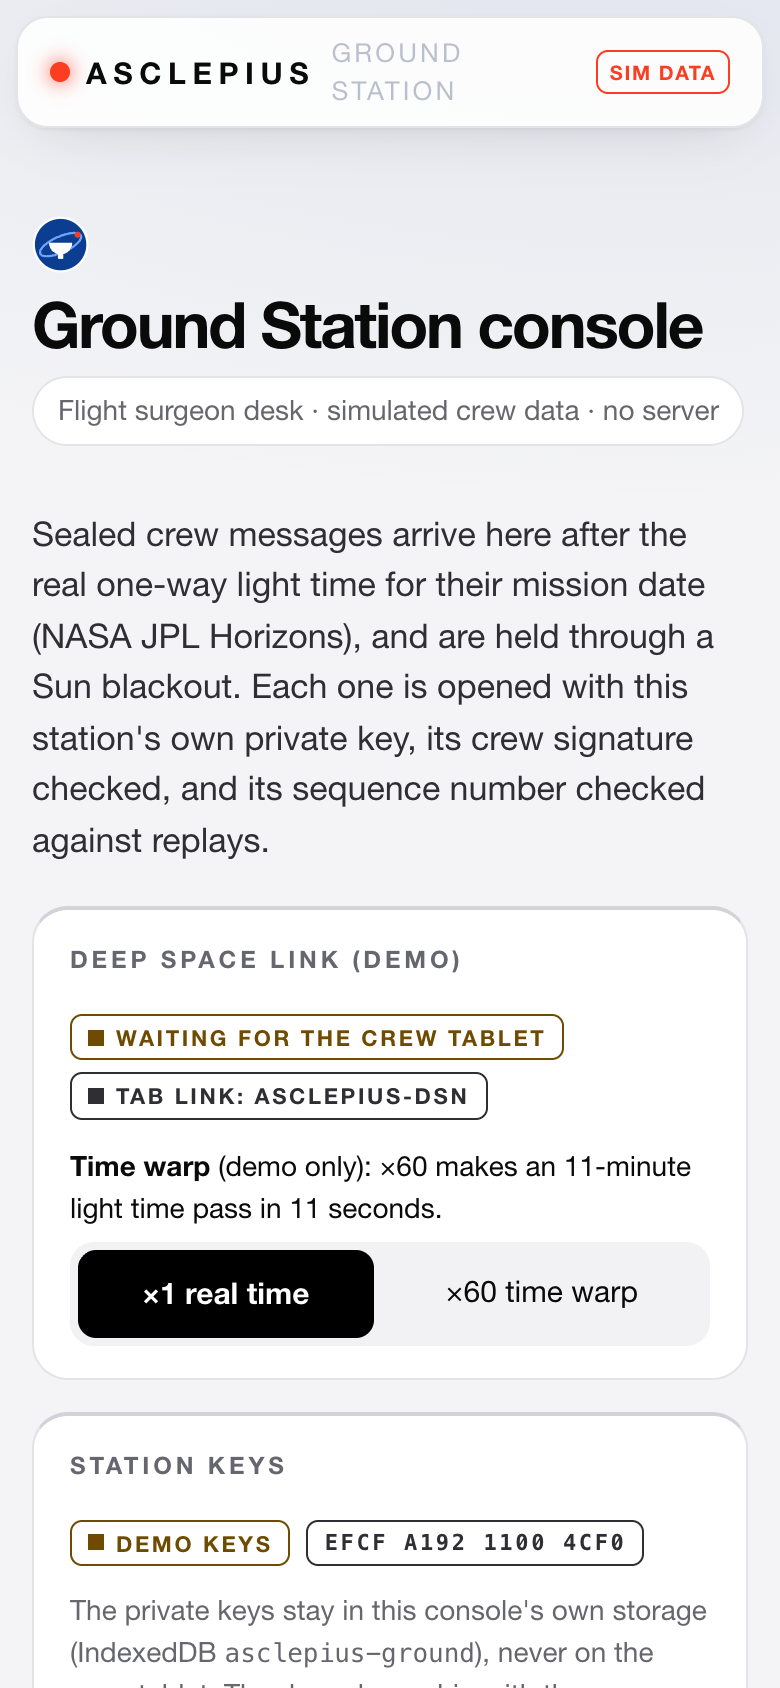 ASCLEPIUS
GROUND
STATION
SIM DATA
Ground Station console
Flight surgeon desk · simulated crew data · no server
Sealed crew messages arrive here after the
real one-way light time for their mission date
(NASA JPL Horizons), and are held through a
Sun blackout. Each one is opened with this
station's own private key, its crew signature
checked, and its sequence number checked
against replays.
DEEP SPACE LINK (DEMO)
WAITING FOR THE CREW TABLET
TAB LINK: ASCLEPIUS-DSN
Time warp (demo only): ×60 makes an 11-minute
light time pass in 11 seconds.
×1 real time
×60 time warp
STATION KEYS
DEMO KEYS
EFCF A192 1100 4CF0
The private keys stay in this console's own storage
(IndexedDB asclepius-ground), never on the